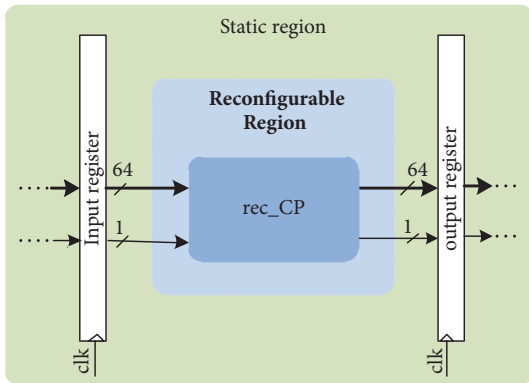 Static region
Reconfigurable
Region
Input register
64
1
rec_CP
64
1
output register
clk
clk